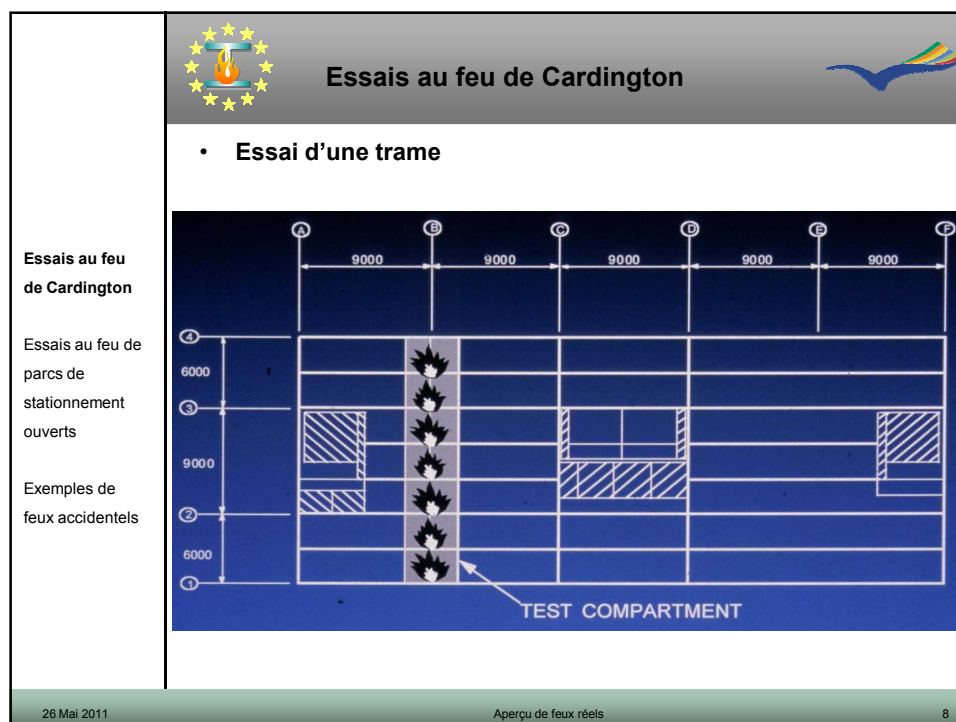 Essais au feu de Cardington
• Essai d’une trame
Essais au feu
de Cardington
Essais au feu de
parcs de
stationnement
ouverts
Exemples de
feux accidentels
A B C D E F
9000 9000 9000 9000 9000
4
6000
3
9000
2
6000
1
TEST COMPARTMENT
26 Mai 2011 Aperçu de feux réels 8